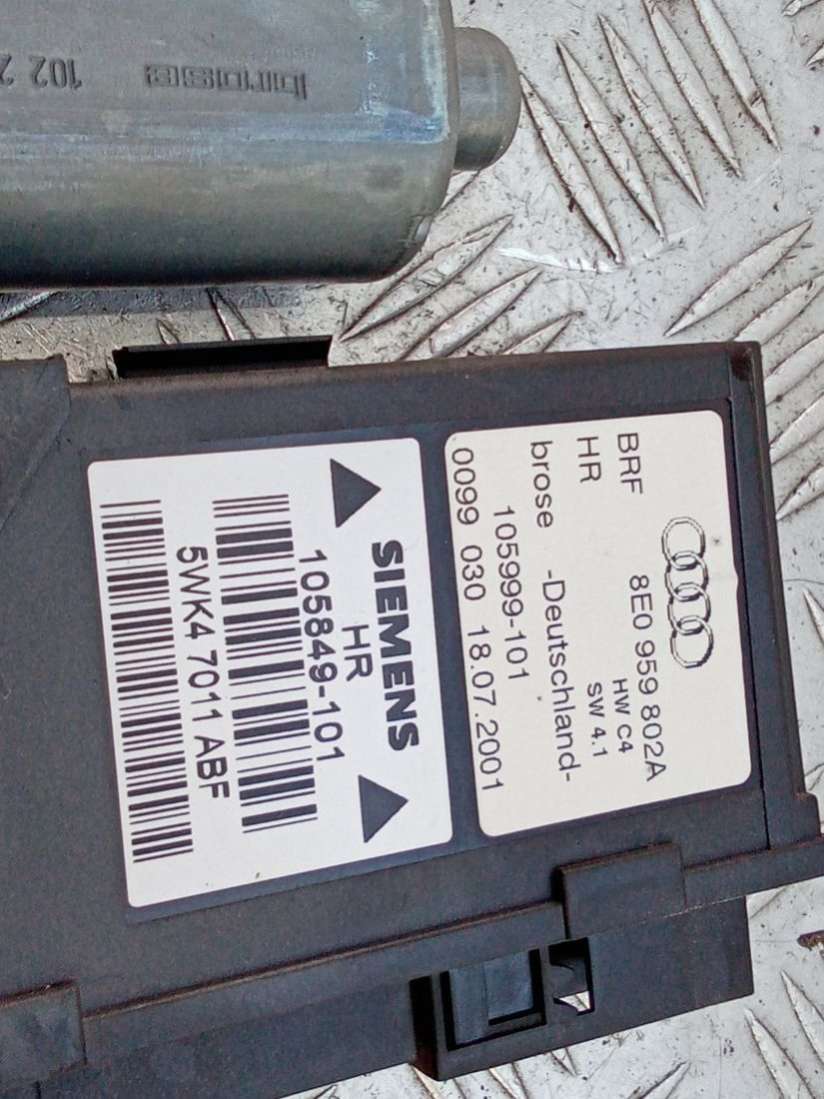 brose
102 2
8E0 959 802A
BRF
HW C4
HR
SW 4.1
brose -Deutschland-
105999-101
0099 030 18.07.2001
SIEMENS
HR
105849-101
5WK4 7011 ABF